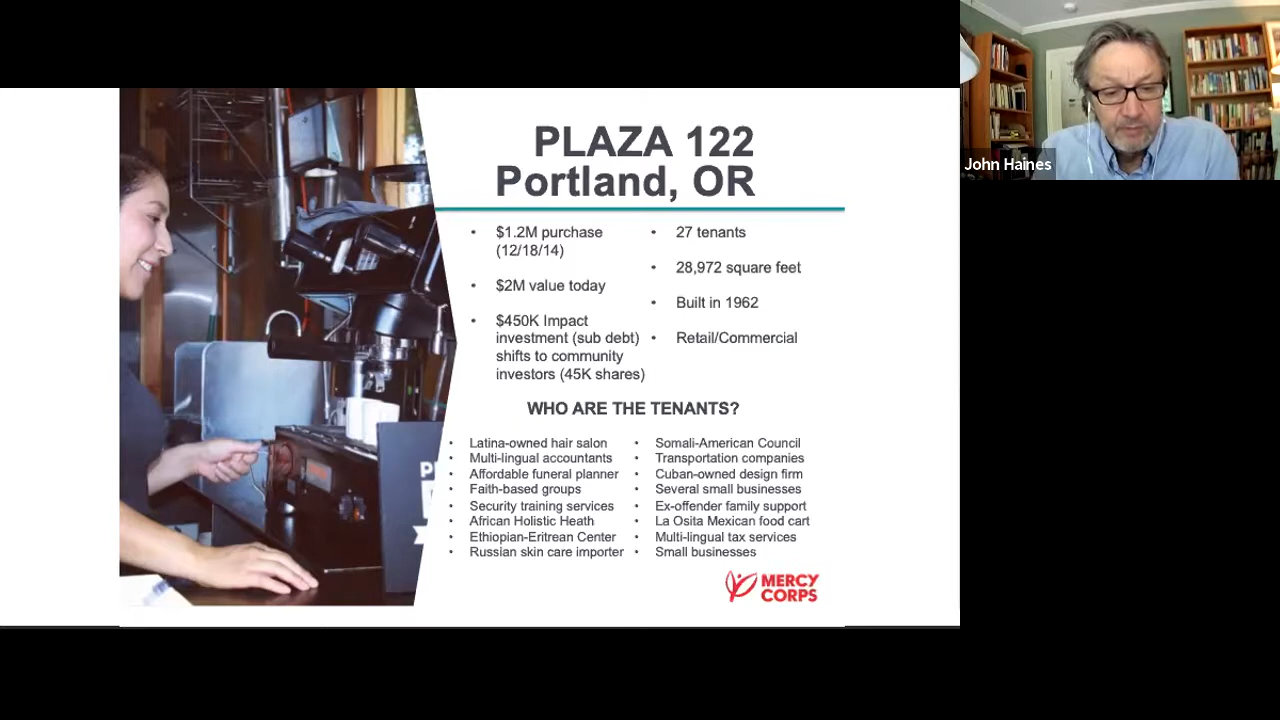 PLAZA 122
Portland, OR
• $1.2M purchase
(12/18/14)
• $2M value today
• $450K Impact
investment (sub debt)
shifts to community
investors (45K shares)
• 27 tenants
• 28,972 square feet
• Built in 1962
• Retail/Commercial
WHO ARE THE TENANTS?
• Latina-owned hair salon
• Multi-lingual accountants
• Affordable funeral planner
• Faith-based groups
• Security training services
• African Holistic Heath
• Ethiopian-Eritrean Center
• Russian skin care importer
• Somali-American Council
• Transportation companies
• Cuban-owned design firm
• Several small businesses
• Ex-offender family support
• La Osita Mexican food cart
• Multi-lingual tax services
• Small businesses
MERCY
CORPS
John Haines